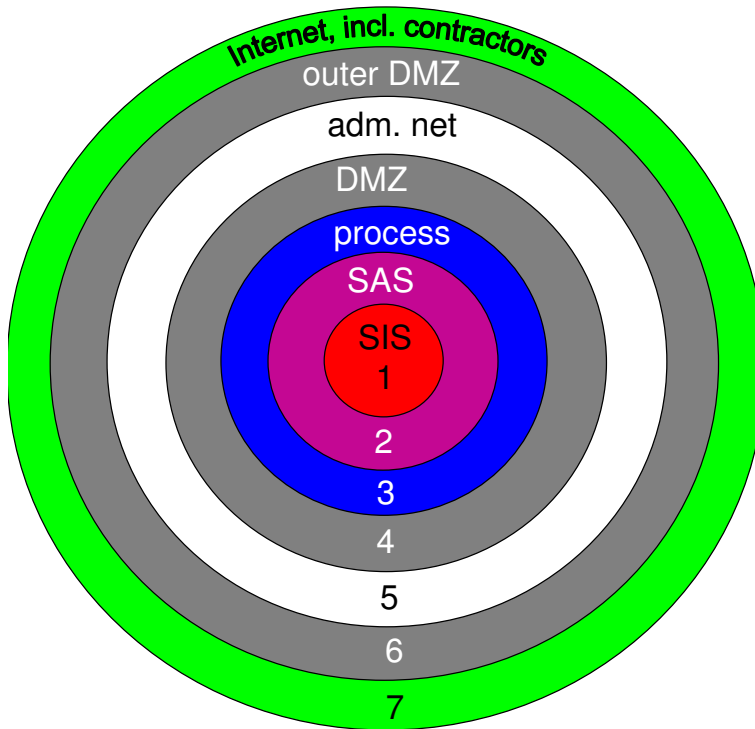 Internet, incl. contractors
outer DMZ
adm. net
DMZ
process
SAS
SIS
1
2
3
4
5
6
7